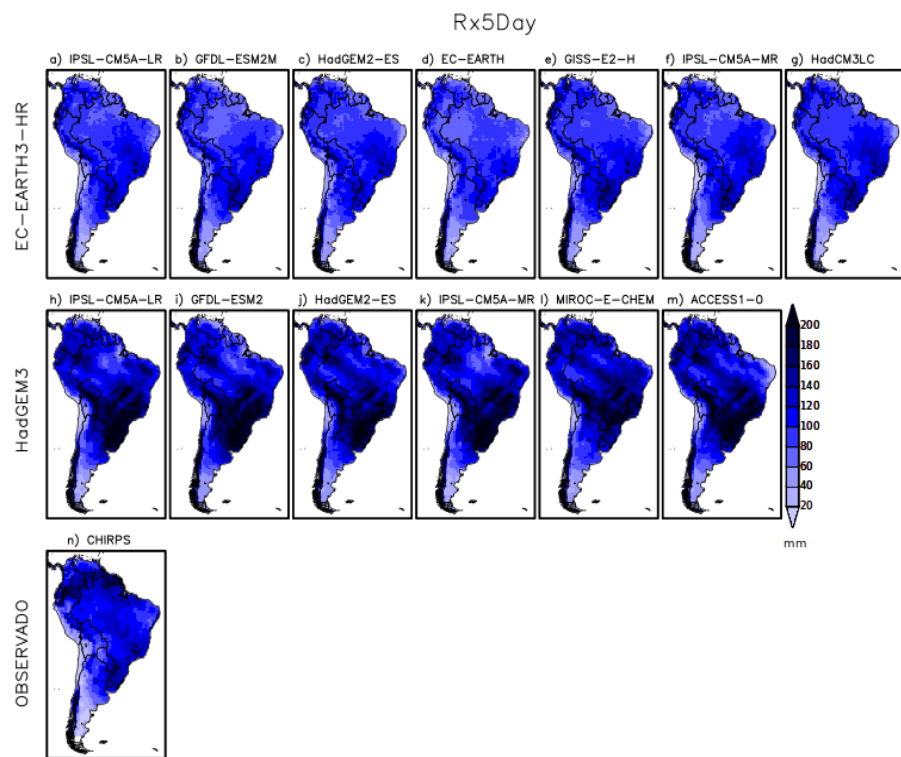 Rx5Day
a) IPSL-CM5A-LR b) GFDL-ESM2M c) HadGEM2-ES d) EC-EARTH e) GISS-E2-H f) IPSL-CM5A-MR g) HadCM3LC
EC-EARTH3-HR
h) IPSL-CM5A-LR i) GFDL-ESM2 j) HadGEM2-ES k) IPSL-CM5A-MR l) MIROC-E-CHEM m) ACCESS1-0
HadGEM3
200
180
160
140
120
100
80
60
40
20
mm
n) CHIRPS
OBSERVADO